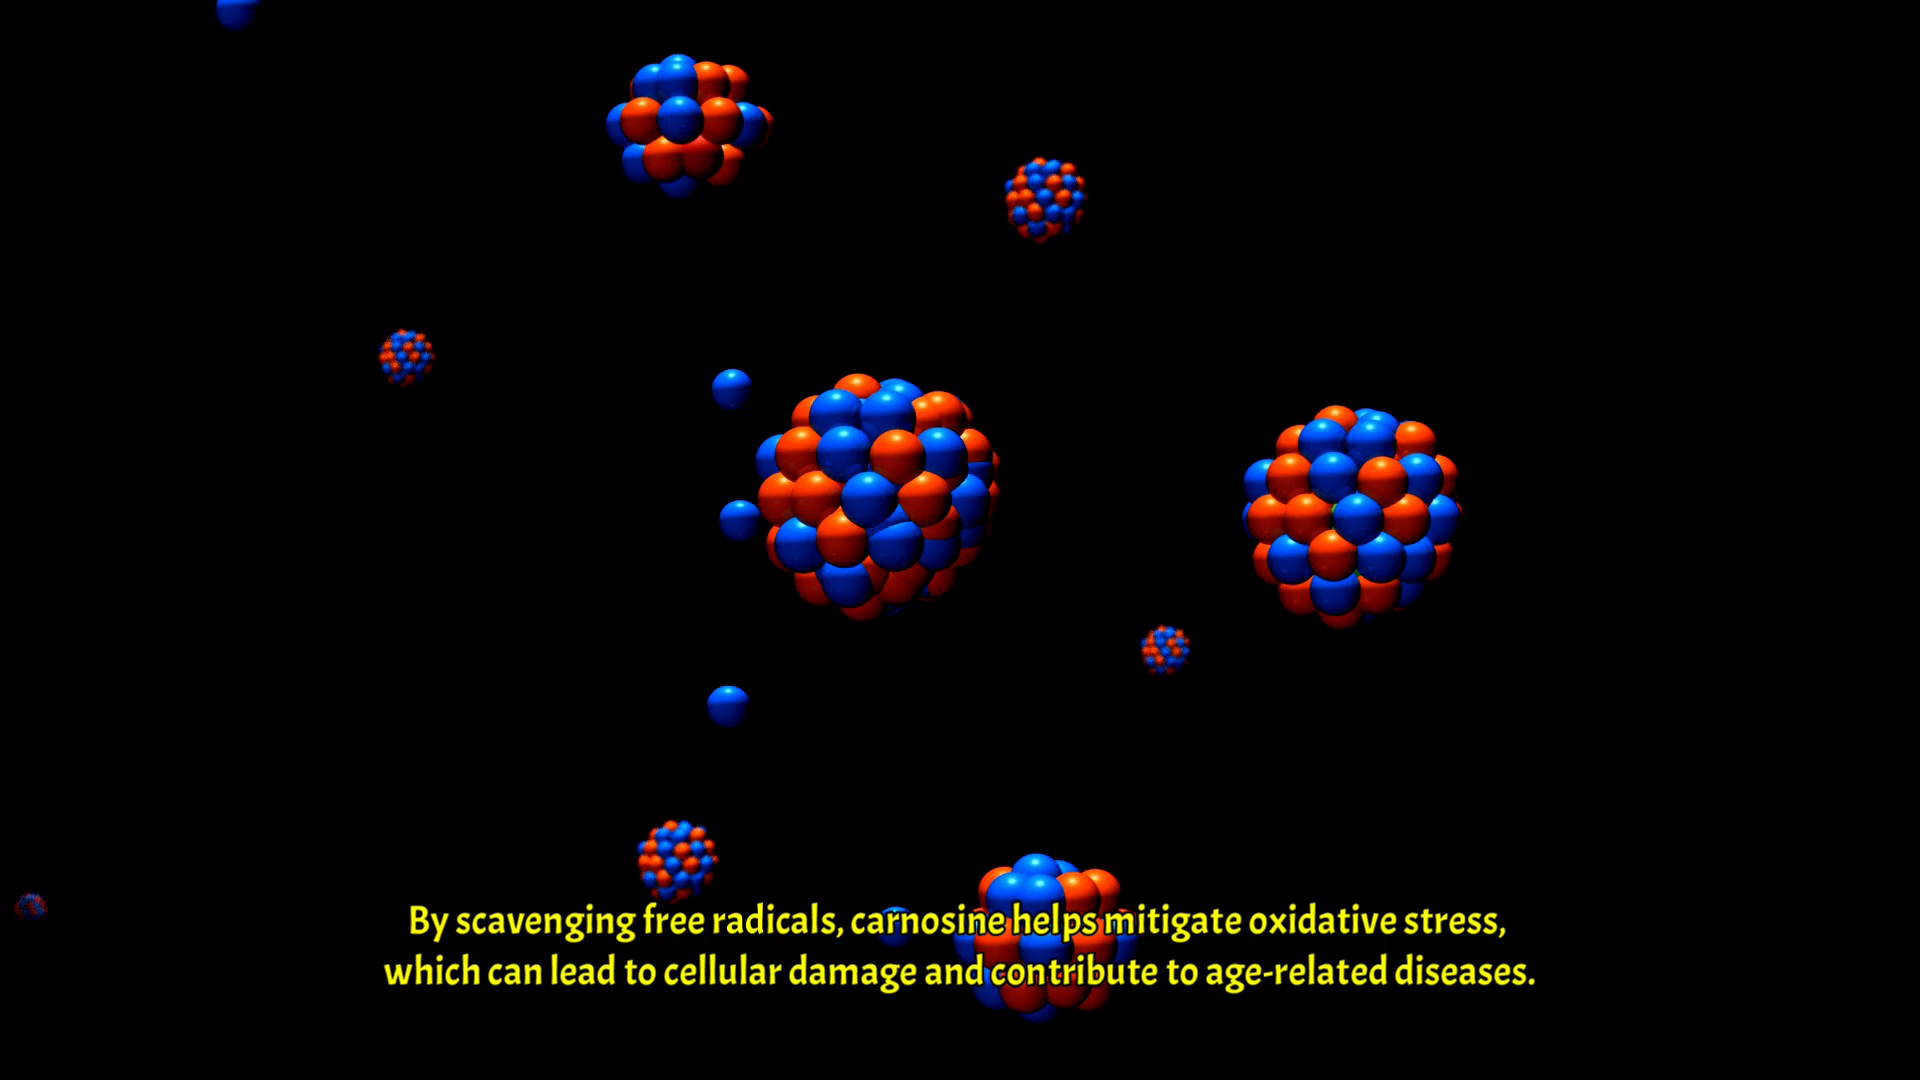 By scavenging free radicals, carnosine helps mitigate oxidative stress,
which can lead to cellular damage and contribute to age-related diseases.